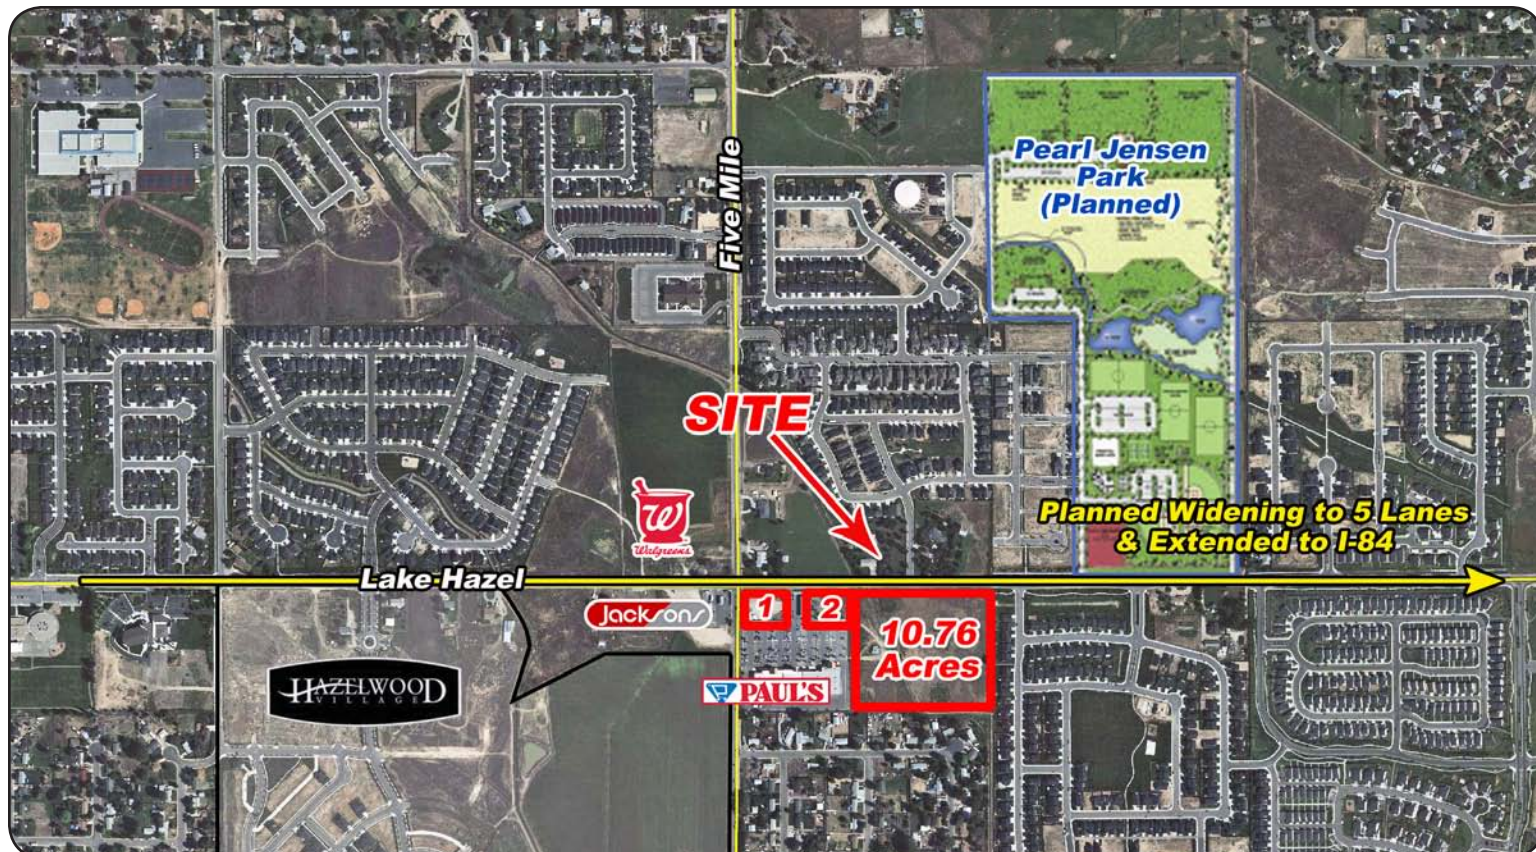 Pearl Jensen
Park
(Planned)
Five Mile
SITE
Walgreens
Planned Widening to 5 Lanes
& Extended to I-84
Lake Hazel
Jacksons
1
2
10.76
Acres
HAZELWOOD
VILLAGE
PAUL'S